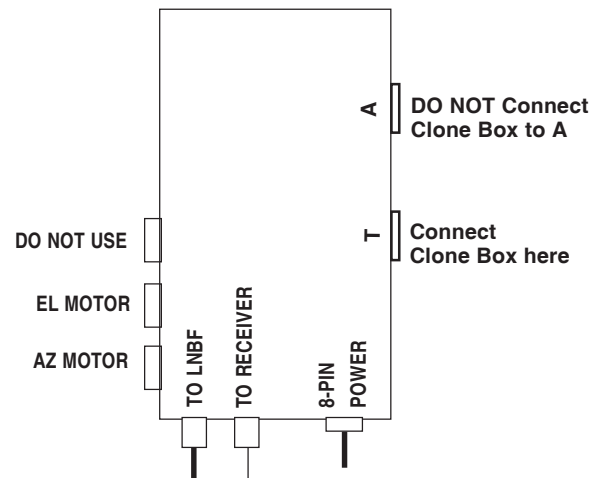 A
DO NOT Connect
Clone Box to A
T
Connect
Clone Box here
DO NOT USE
EL MOTOR
AZ MOTOR
TO LNBF
TO RECEIVER
8-PIN
POWER